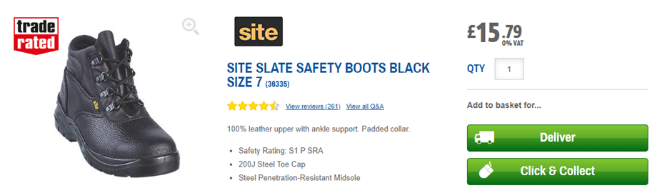 trade
rated
site
SITE SLATE SAFETY BOOTS BLACK
SIZE 7 (36335)
View reviews (261) View all Q&A
100% leather upper with ankle support. Padded collar.
Safety Rating: S1 P SRA
200J Steel Toe Cap
Steel Penetration-Resistant Midsole
£15.79
0% VAT
QTY 1
Add to basket for...
Deliver
Click & Collect